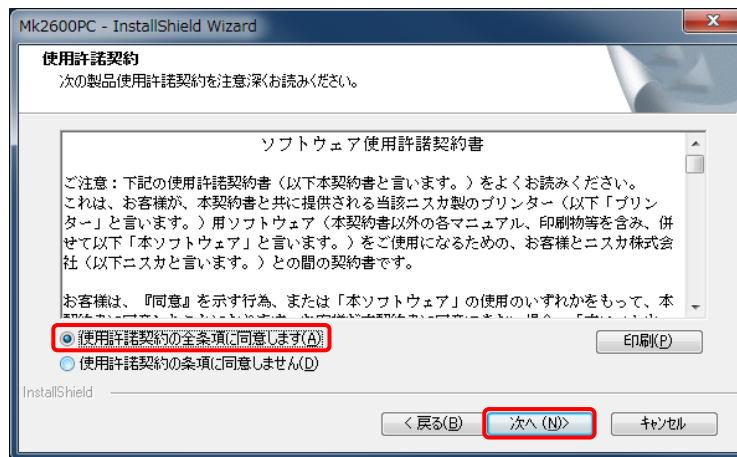 Mk2600PC - InstallShield Wizard
使用許諾契約
次の製品使用許諾契約を注意深くお読みください。
ソフトウェア使用許諾契約書
ご注意：下記の使用許諾契約書（以下本契約書と言います。）をよくお読みください。
これは、お客様が、本契約書と共に提供される当該ニスカ製のプリンター（以下「プリン
ター」と言います。）用ソフトウェア（本契約書以外の各マニュアル、印刷物等を含み、併
せて以下「本ソフトウェア」と言います。）をご使用になるための、お客様とニスカ株式会
社（以下ニスカと言います。）との間の契約書です。
お客様は、『同意』を示す行為、または「本ソフトウェア」の使用のいずれかをもって、本
使用許諾契約の全条項に同意します(A)
印刷(P)
使用許諾契約の条項に同意しません(D)
InstallShield
< 戻る(B)
次へ (N)>
キャンセル